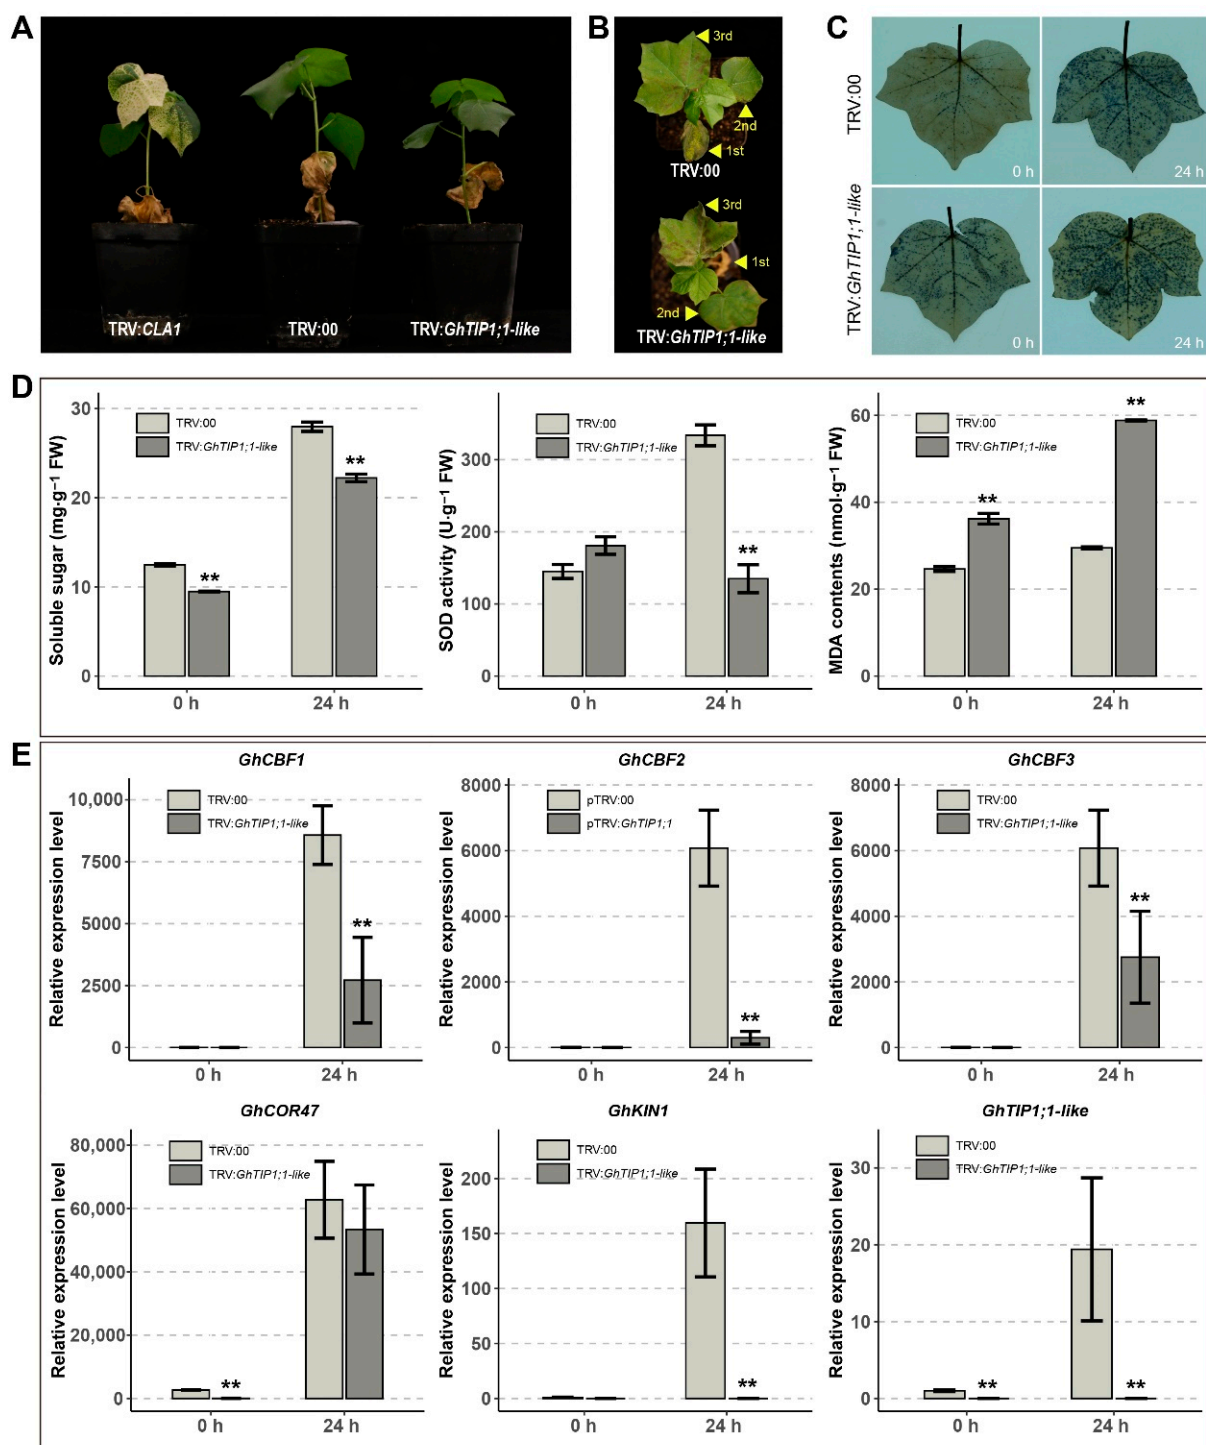 A
TRV:CLA1
TRV:00
TRV:GhTIP1;1-like
B
3rd
2nd
1st
TRV:00
3rd
1st
2nd
TRV:GhTIP1;1-like
C
TRV:00
0 h
24 h
TRV:GhTIP1;1-like
0 h
24 h
D
Soluble sugar (mg·g⁻¹ FW)
30
20
10
0
TRV:00
TRV:GhTIP1;1-like
**
**
0 h
24 h
SOD activity (U·g⁻¹ FW)
300
200
100
0
TRV:00
TRV:GhTIP1;1-like
**
0 h
24 h
MDA contents (nmol·g⁻¹ FW)
60
40
20
0
TRV:00
TRV:GhTIP1;1-like
**
**
0 h
24 h
E
GhCBF1
Relative expression level
10,000
7500
5000
2500
0
TRV:00
TRV:GhTIP1;1-like
**
0 h
24 h
GhCBF2
Relative expression level
8000
6000
4000
2000
0
pTRV:00
pTRV:GhTIP1;1
**
0 h
24 h
GhCBF3
Relative expression level
8000
6000
4000
2000
0
TRV:00
TRV:GhTIP1;1-like
**
0 h
24 h
GhCOR47
Relative expression level
80,000
60,000
40,000
20,000
0
TRV:00
TRV:GhTIP1;1-like
**
0 h
24 h
GhKIN1
Relative expression level
200
150
100
50
0
TRV:00
TRV:GhTIP1;1-like
**
0 h
24 h
GhTIP1;1-like
Relative expression level
30
20
10
0
TRV:00
TRV:GhTIP1;1-like
**
**
0 h
24 h